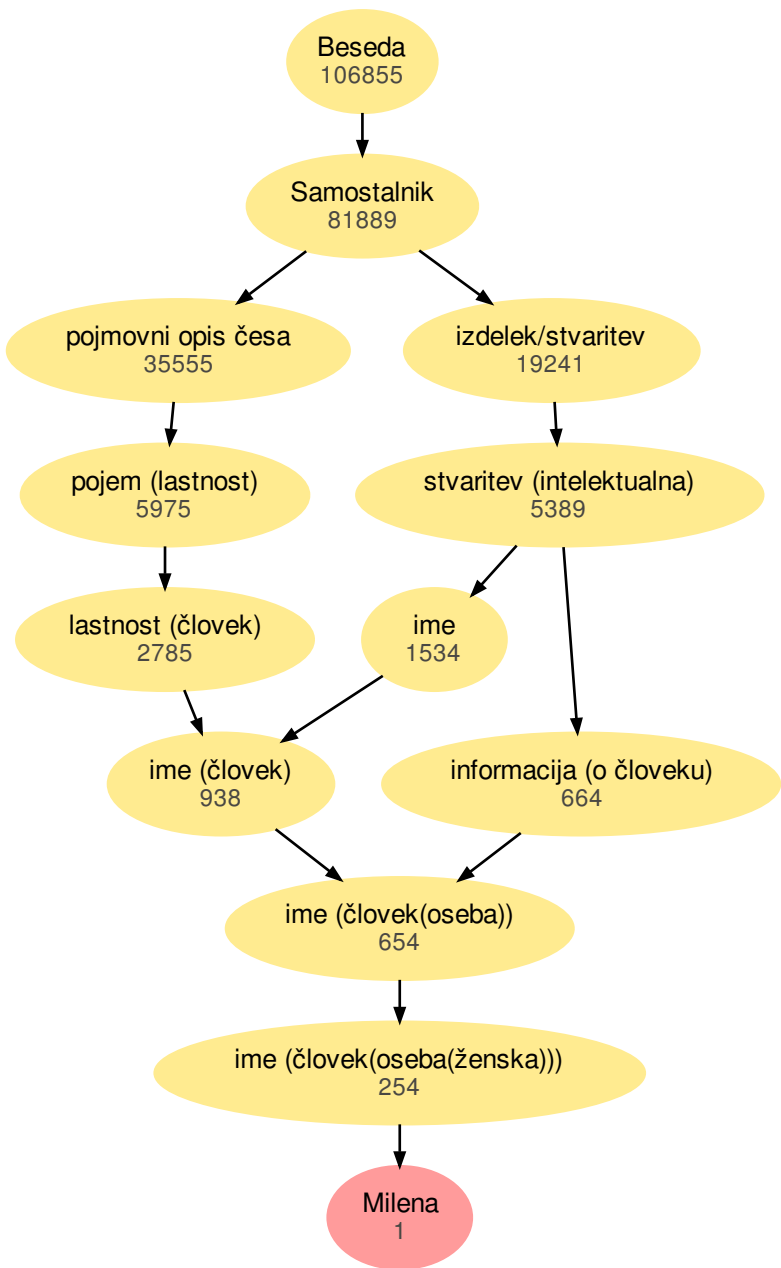 Beseda
106855
Samostalnik
81889
pojmovni opis česa
35555
izdelek/stvaritev
19241
pojem (lastnost)
5975
stvaritev (intelektualna)
5389
lastnost (človek)
2785
ime
1534
ime (človek)
938
informacija (o človeku)
664
ime (človek(oseba))
654
ime (človek(oseba(ženska)))
254
Milena
1